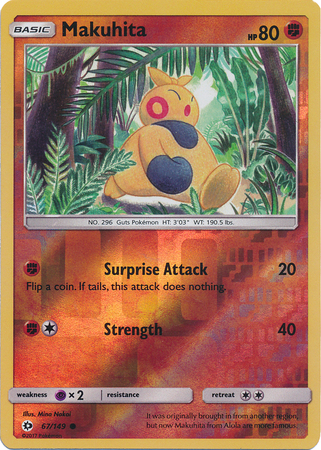 BASIC Makuhita HP 80
NO. 296 Guts Pokémon HT: 3'03" WT: 190.5 lbs.
Surprise Attack 20
Flip a coin. If tails, this attack does nothing.
Strength 40
weakness × 2 resistance retreat
Illus. Mina Nakai
67/149
©2017 Pokémon
It was originally brought in from another region,
but now Makuhita from Alola are more famous.